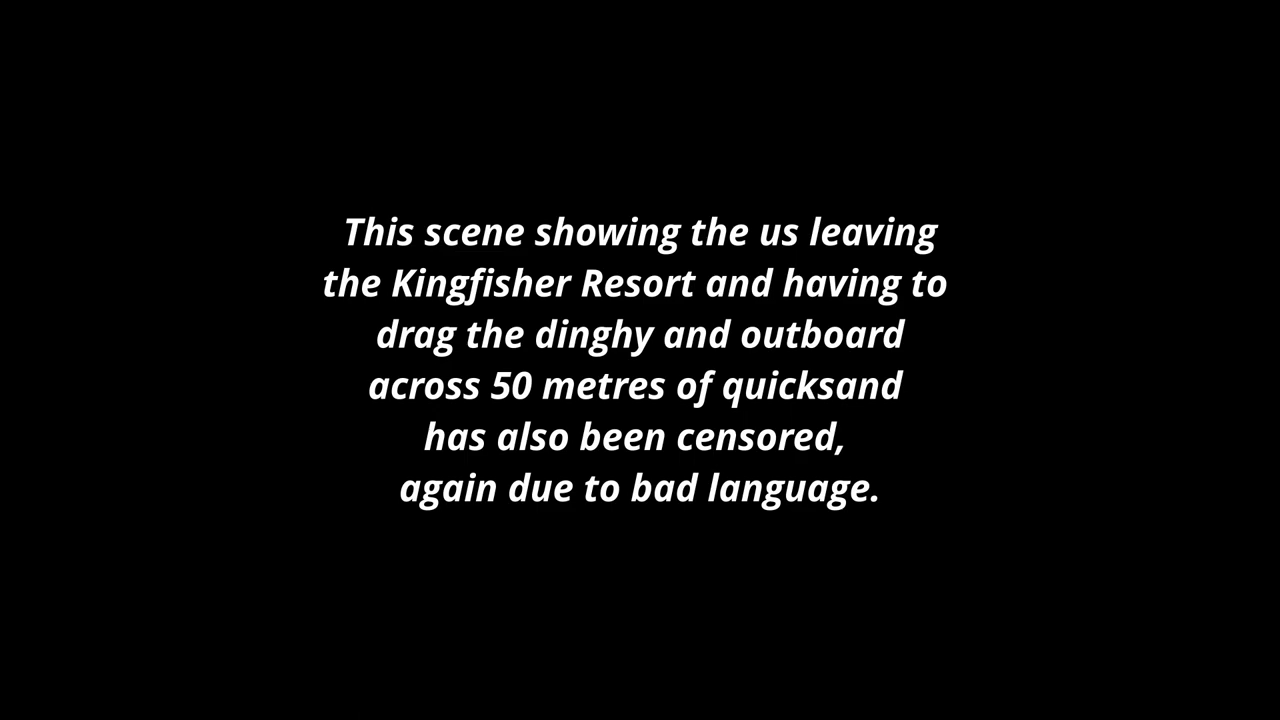 This scene showing the us leaving
the Kingfisher Resort and having to
drag the dinghy and outboard
across 50 metres of quicksand
has also been censored,
again due to bad language.